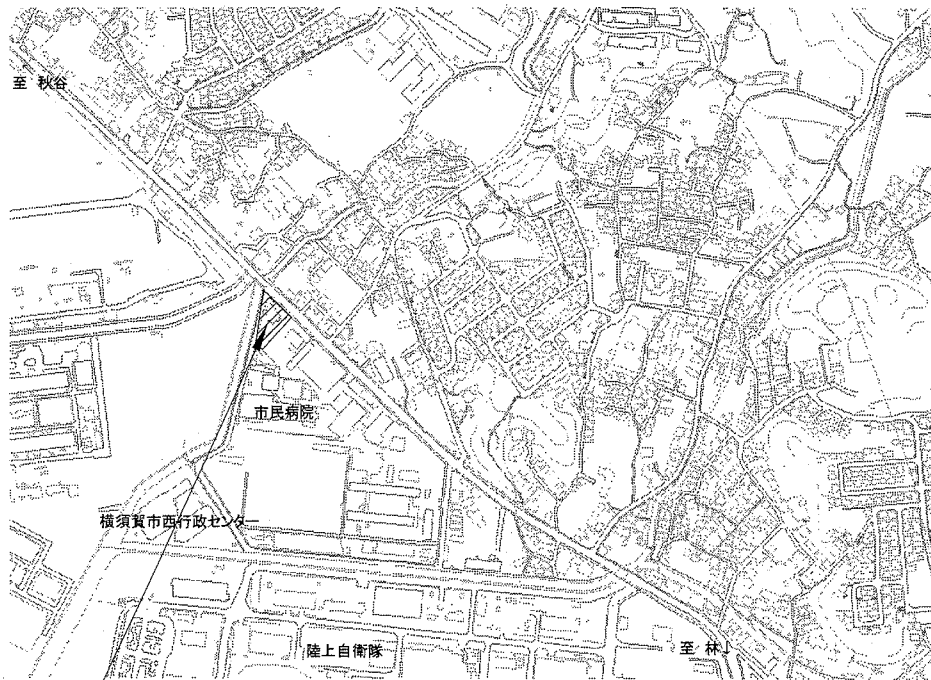 至 秋谷
市民病院
横須賀市西行政センター
陸上自衛隊
至 林